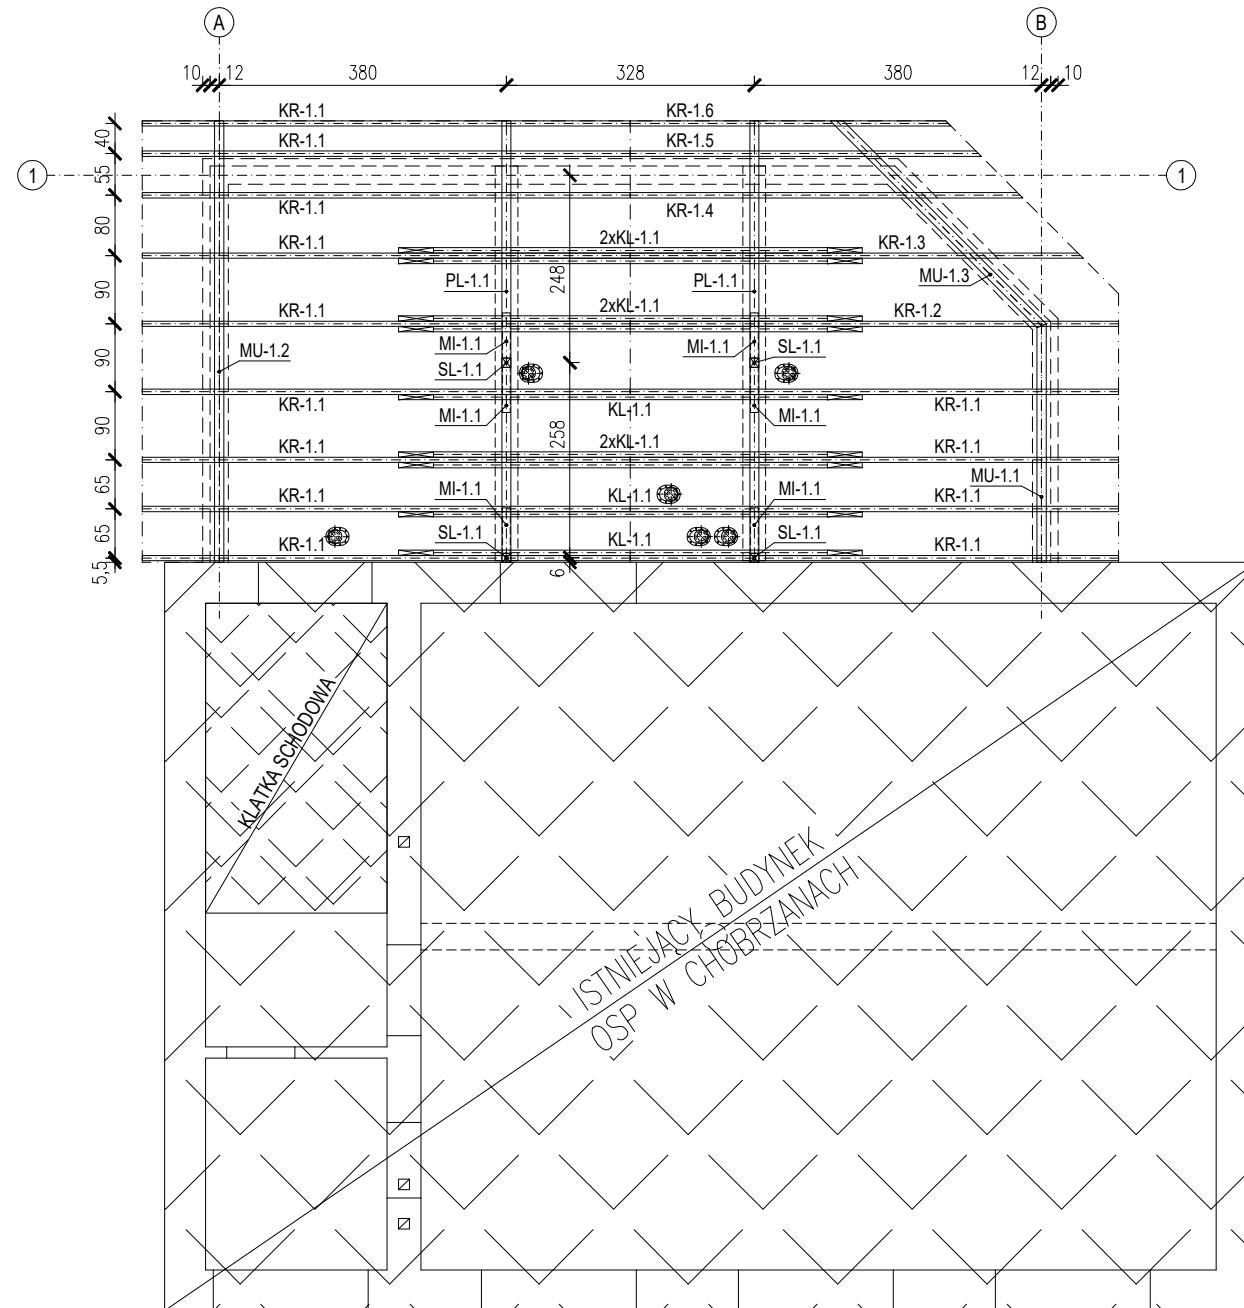 A B
10 12 380 328 380 12 10
KR-1.1 KR-1.6
40
KR-1.1 KR-1.5
1 55 1
KR-1.1 KR-1.4
80
KR-1.1 2xKL-1.1 KR-1.3
PL-1.1 248 PL-1.1 MU-1.3
90
KR-1.1 2xKL-1.1 KR-1.2
MU-1.2 MI-1.1 MI-1.1 SL-1.1
90
SL-1.1
KR-1.1 KL-1.1 KR-1.1
MI-1.1 MI-1.1
90 258
KR-1.1 2xKL-1.1 KR-1.1
MI-1.1 MI-1.1 MU-1.1
65
KR-1.1 KL-1.1 KR-1.1
65 SL-1.1 SL-1.1
KR-1.1 KL-1.1 KR-1.1
5,5 6
KLATKA SCHODOWA
ISTNIEJĄCY BUDYNEK
OSP W CHOBRZANACH